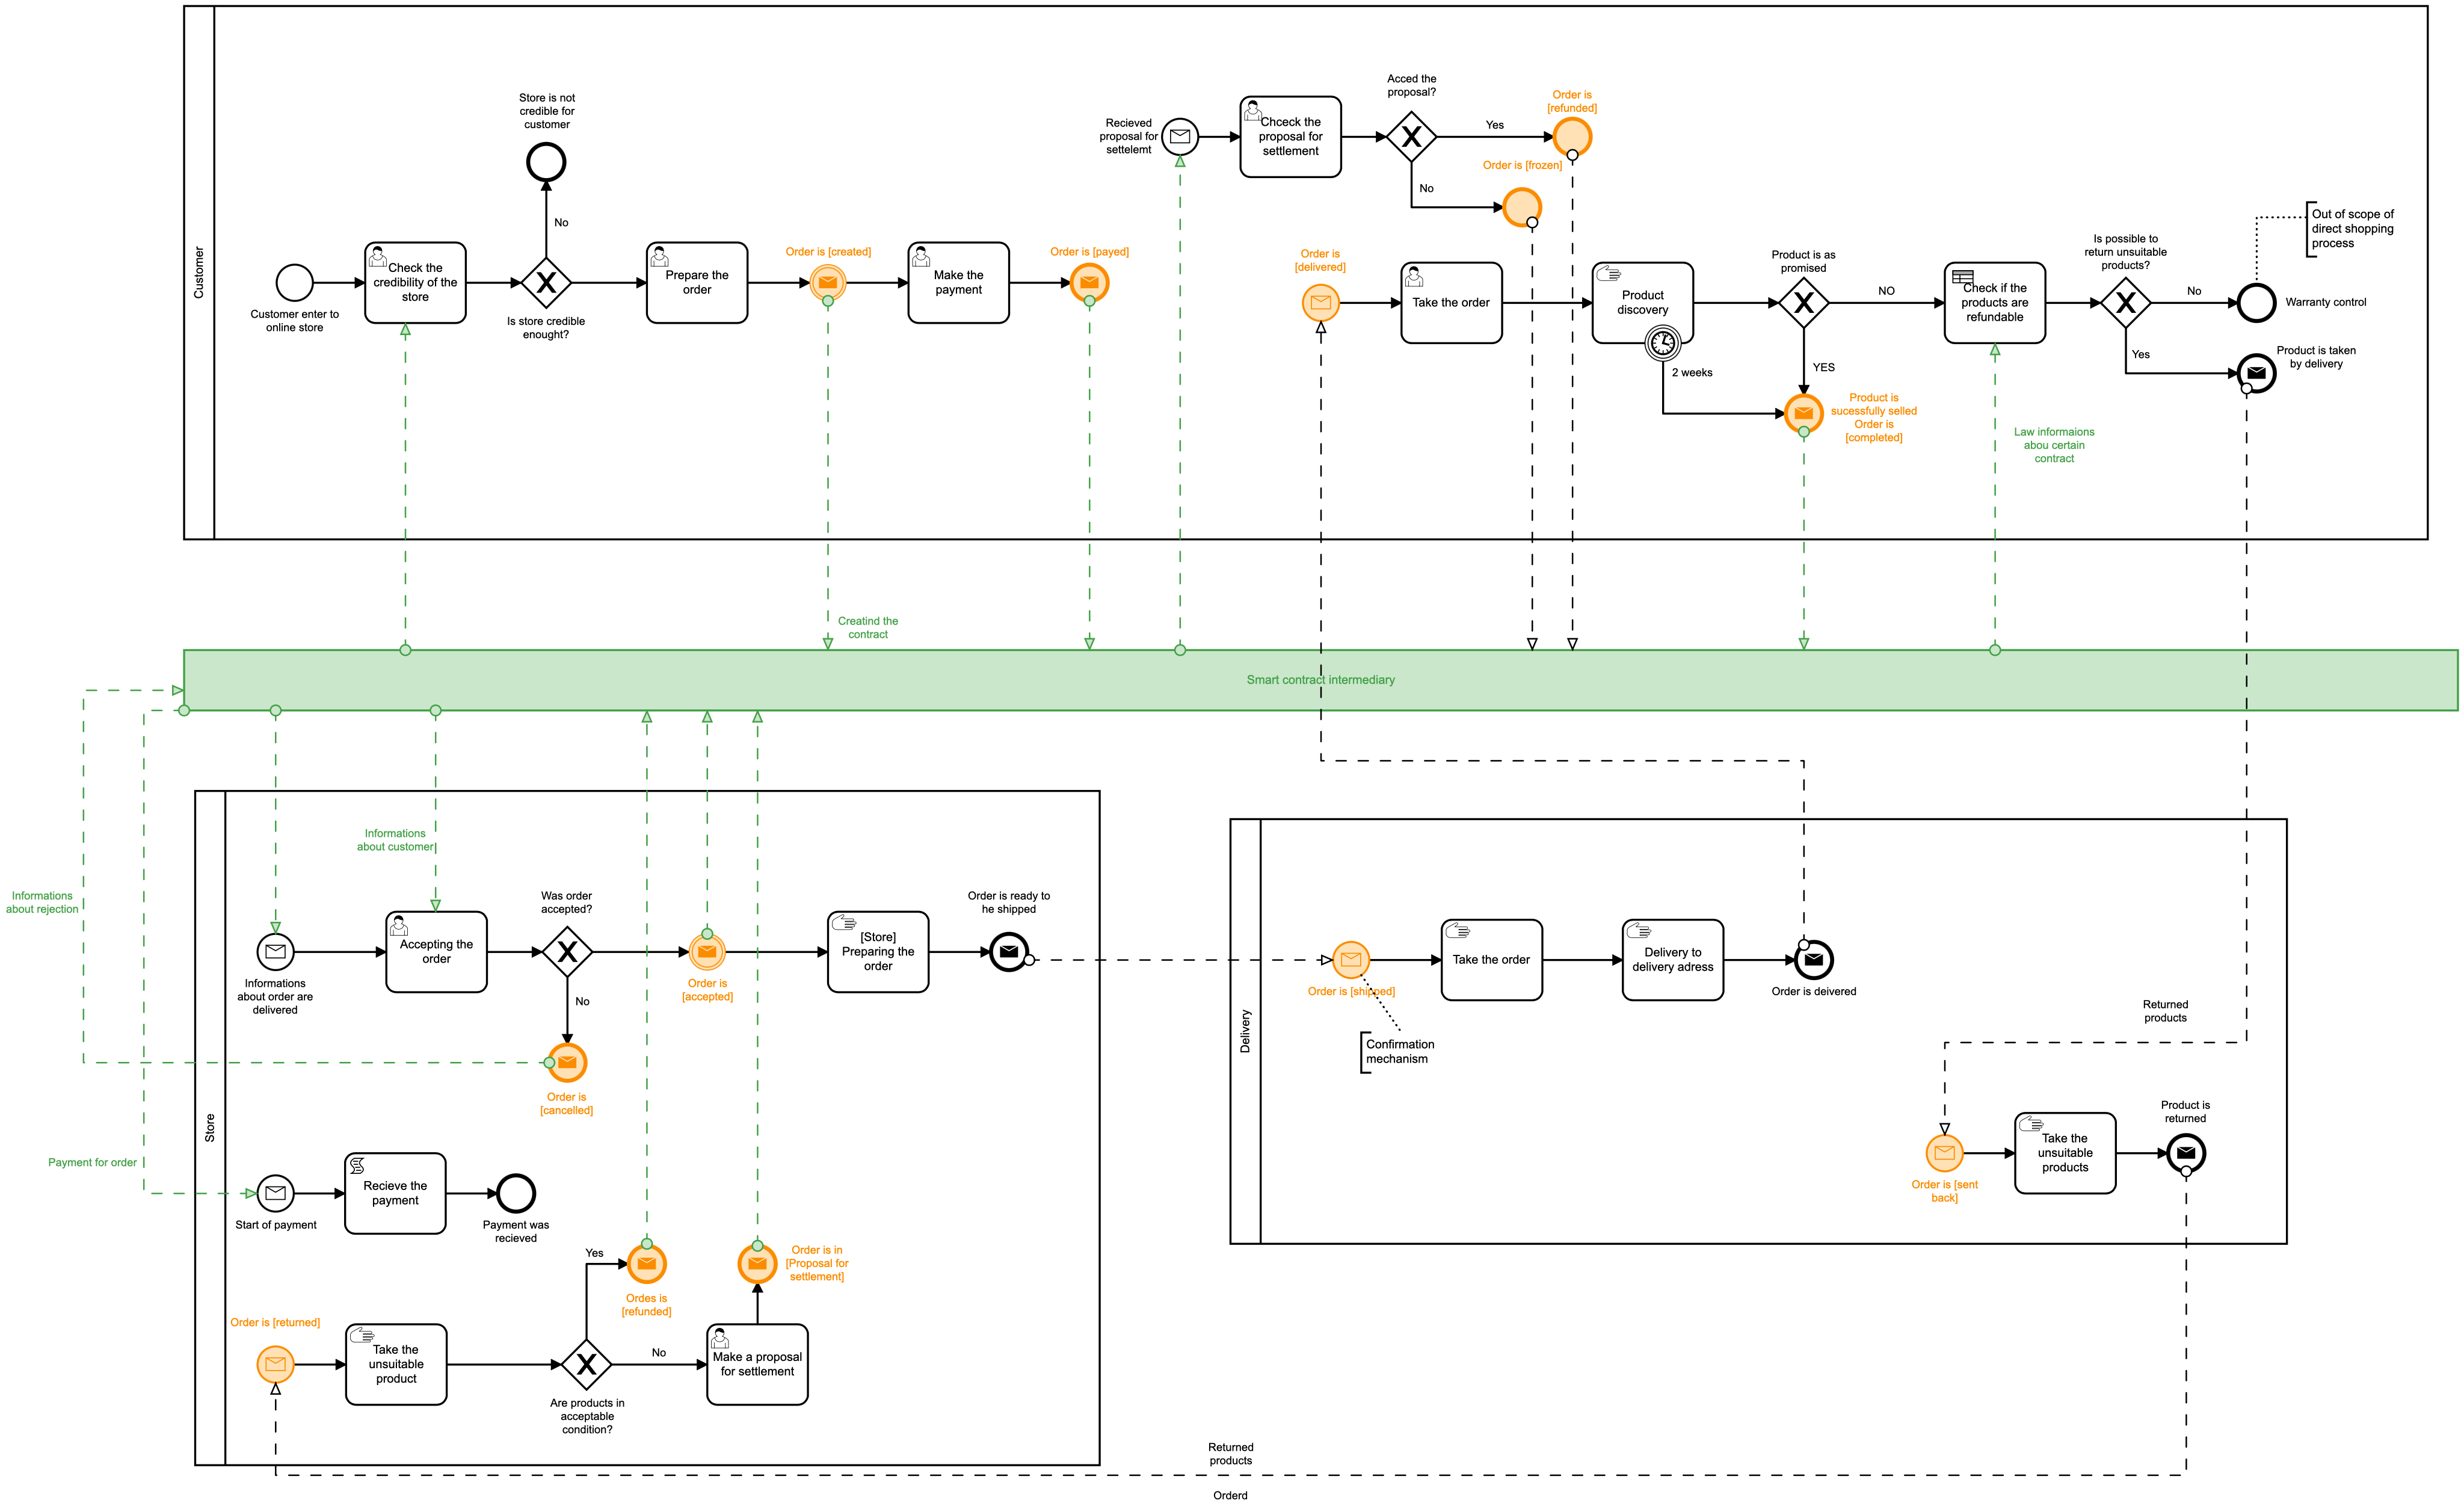 Customer
Customer enter to
online store
Check the
credibility of the
store
Store is not
credible for
customer
No
Is store credible
enought?
Prepare the
order
Order is [created]
Make the
payment
Order is [payed]
Recieved
proposal for
settelemt
Chceck the
proposal for
settlement
Acced the
proposal?
Yes
No
Order is
[refunded]
Order is [frozen]
Order is
[delivered]
Take the order
Product
discovery
2 weeks
Product is as
promised
NO
YES
Product is
sucessfully selled
Order is
[completed]
Check if the
products are
refundable
Is possible to
return unsuitable
products?
No
Yes
Out of scope of
direct shopping
process
Warranty control
Product is taken
by delivery
Law informaions
abou certain
contract
Creatind the
contract
Smart contract intermediary
Informations
about rejection
Payment for order
Store
Informations
about customer
Informations
about order are
delivered
Accepting the
order
Was order
accepted?
No
Order is
[cancelled]
Order is
[accepted]
[Store]
Preparing the
order
Order is ready to
he shipped
Start of payment
Recieve the
payment
Payment was
recieved
Order is [returned]
Take the
unsuitable
product
Are products in
acceptable
condition?
Yes
No
Ordes is
[refunded]
Make a proposal
for settlement
Order is in
[Proposal for
settlement]
Delivery
Order is [shipped]
Confirmation
mechanism
Take the order
Delivery to
delivery adress
Order is deivered
Returned
products
Order is [sent
back]
Take the
unsuitable
products
Product is
returned
Returned
products
Orderd